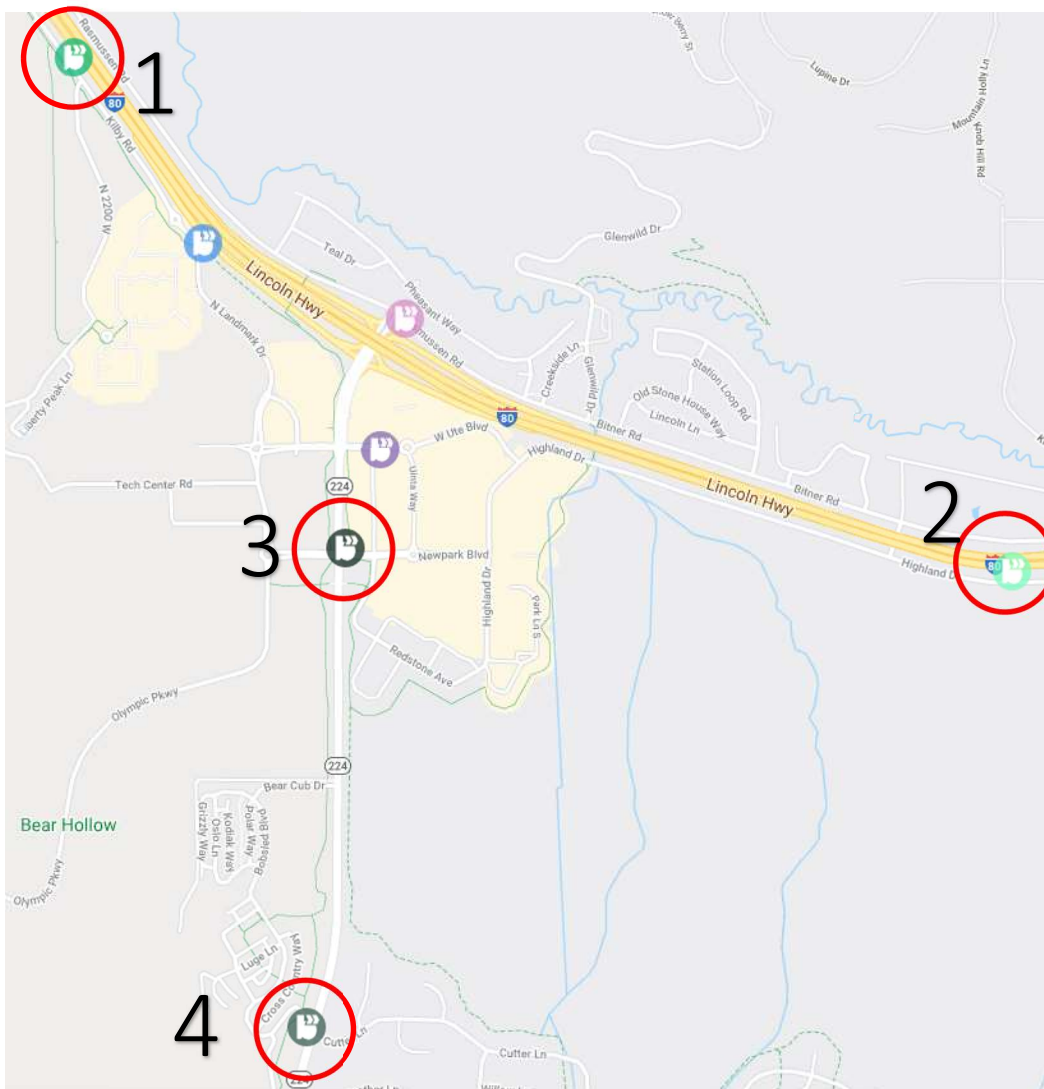 Rasmussen Rd
1
80
Kilby Rd
N 2200 W
Lupine Dr
Mountain Holly Ln
Knob Hill Rd
Glenwild Dr
Teal Dr
Pheasant Way
Lincoln Hwy
N Landmark Dr
Liberty Peak Ln
Creekside Ln
Glenwild Dr
Station Loop Rd
Old Stone House Way
Lincoln Ln
80
Bitner Rd
W Ute Blvd
Highland Dr
Uinta Way
Tech Center Rd
224
Lincoln Hwy
Bitner Rd
2
3
Newpark Blvd
80
Highland D
Highland Dr
Park Ln S
Redstone Ave
Olympic Pkwy
224
Bear Cub Dr
Bear Hollow
Grizzly Way
Kodiak Way
Oslo Ln
Polar Way
Bobsled Blvd
Olympic Pkwy
Luge Ln
Cross Country Way
4
Cutter Ln
Cutter Ln
224